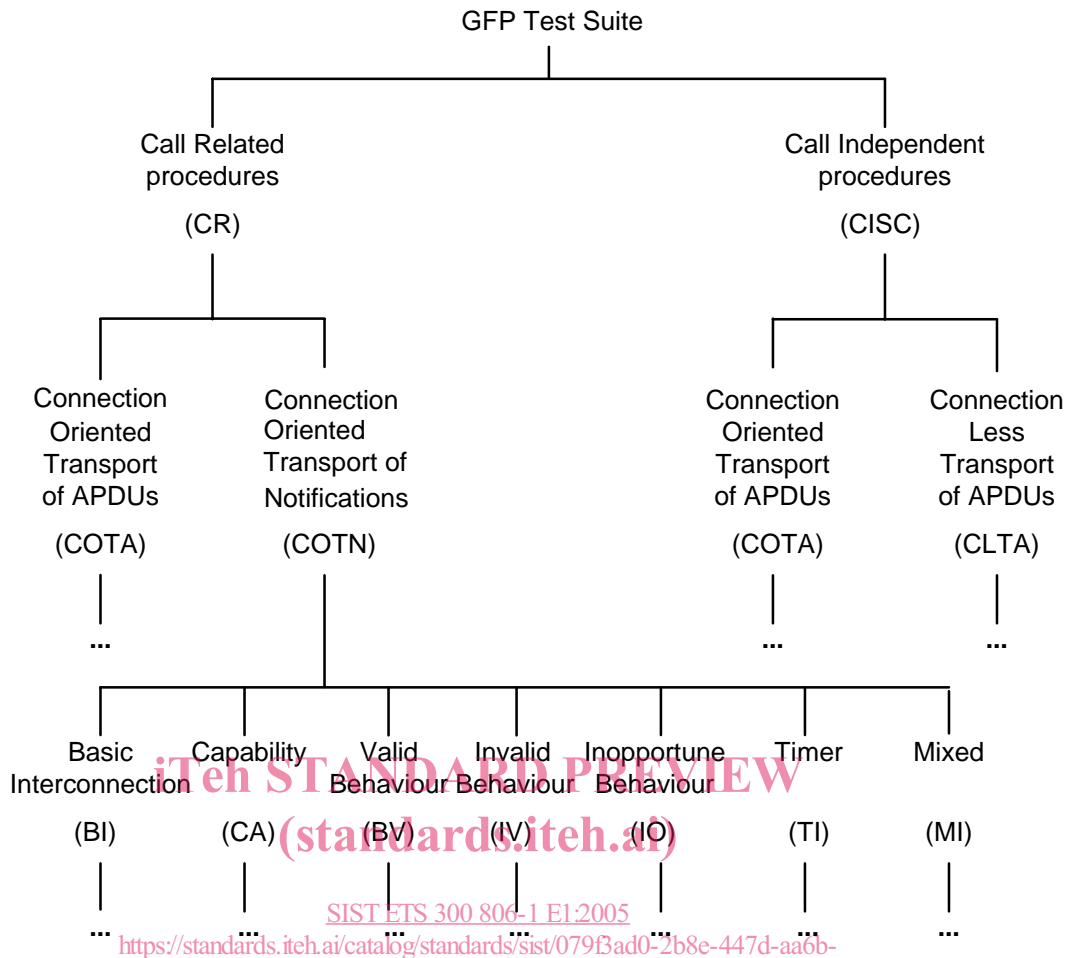 GFP Test Suite
Call Related
procedures
(CR)
Call Independent
procedures
(CISC)
Connection
Oriented
Transport
of APDUs
(COTA)
...
Connection
Oriented
Transport of
Notifications
(COTN)
Connection
Oriented
Transport
of APDUs
(COTA)
...
Connection
Less
Transport
of APDUs
(CLTA)
...
Basic
Interconnection
(BI)
...
Capability
(CA)
...
Valid
Behaviour
(BV)
...
Invalid
Behaviour
(IV)
...
Inopportune
Behaviour
(IO)
...
Timer
(TI)
...
Mixed
(MI)
...
iTeh STANDARD PREVIEW
(standards.iteh.ai)
SIST ETS 300 806-1 E1:2005
https://standards.iteh.ai/catalog/standards/sist/079f3ad0-2b8e-447d-aa6b-